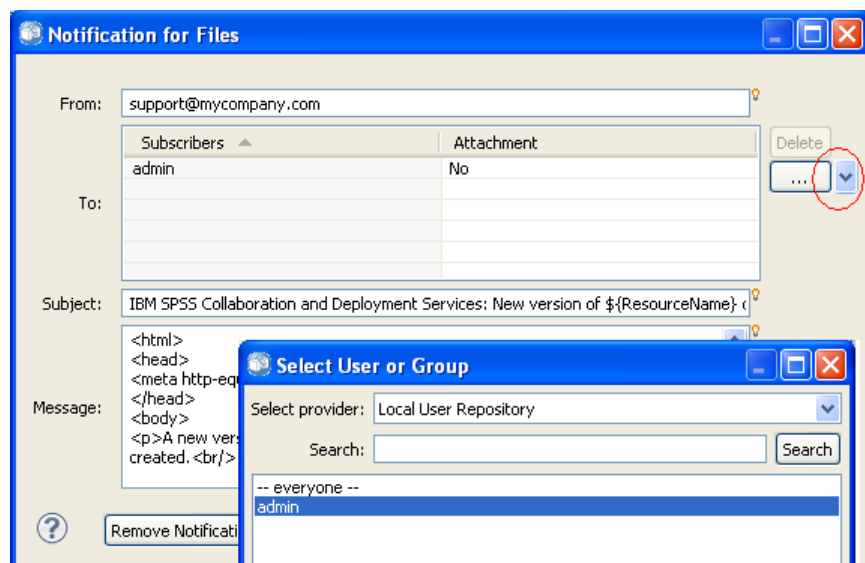 Notification for Files
From: support@mycompany.com
Subscribers Attachment Delete
admin No ...
To:
Subject: IBM SPSS Collaboration and Deployment Services: New version of ${ResourceName}
<html>
<head>
<meta http-equ
</head>
<body>
<p>A new vers
created.<br/>
Message:
Select User or Group
Select provider: Local User Repository
Search: Search
-- everyone --
admin
? Remove Notificati